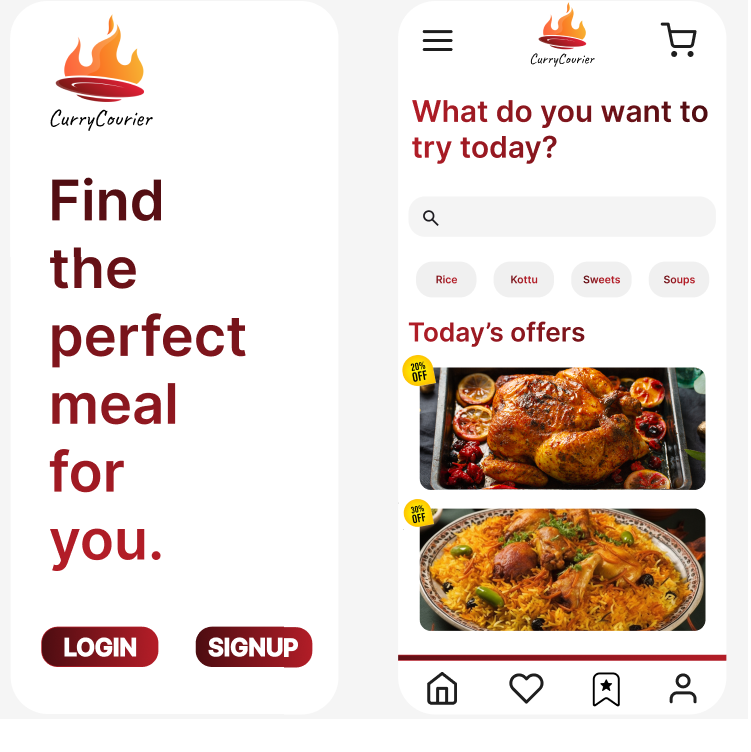 CurryCourier
Find
the
perfect
meal
for
you.
LOGIN
SIGNUP
CurryCourier
What do you want to
try today?
Rice
Kottu
Sweets
Soups
Today’s offers
20%
OFF
30%
OFF